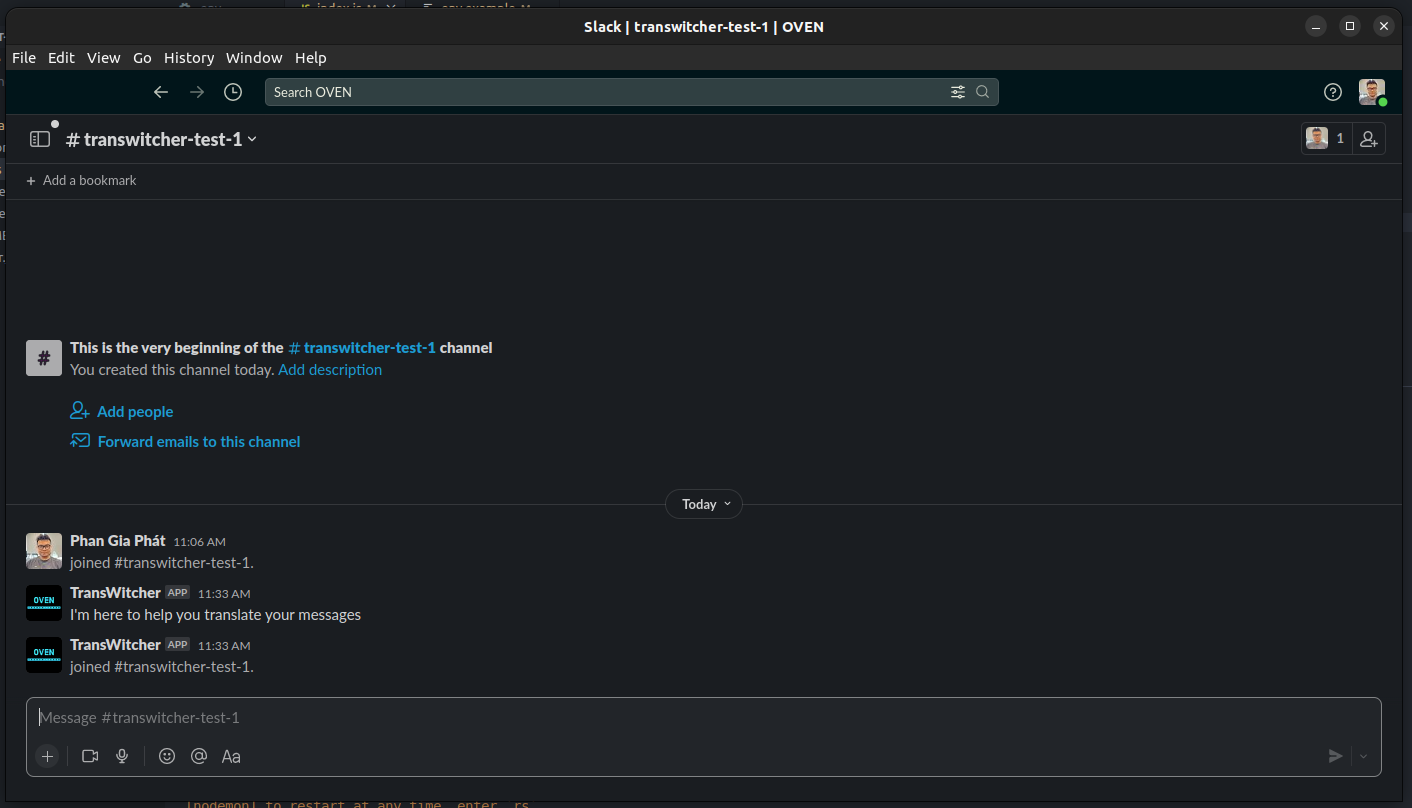 Slack | transwitcher-test-1 | OVEN
File Edit View Go History Window Help
Search OVEN
# transwitcher-test-1
1
+ Add a bookmark
#
This is the very beginning of the # transwitcher-test-1 channel
You created this channel today. Add description
Add people
Forward emails to this channel
Today
Phan Gia Phát 11:06 AM
joined #transwitcher-test-1.
OVEN
TransWitcher APP 11:33 AM
I'm here to help you translate your messages
OVEN
TransWitcher APP 11:33 AM
joined #transwitcher-test-1.
Message #transwitcher-test-1
Aa
[nodemon] to restart at any time, enter rs